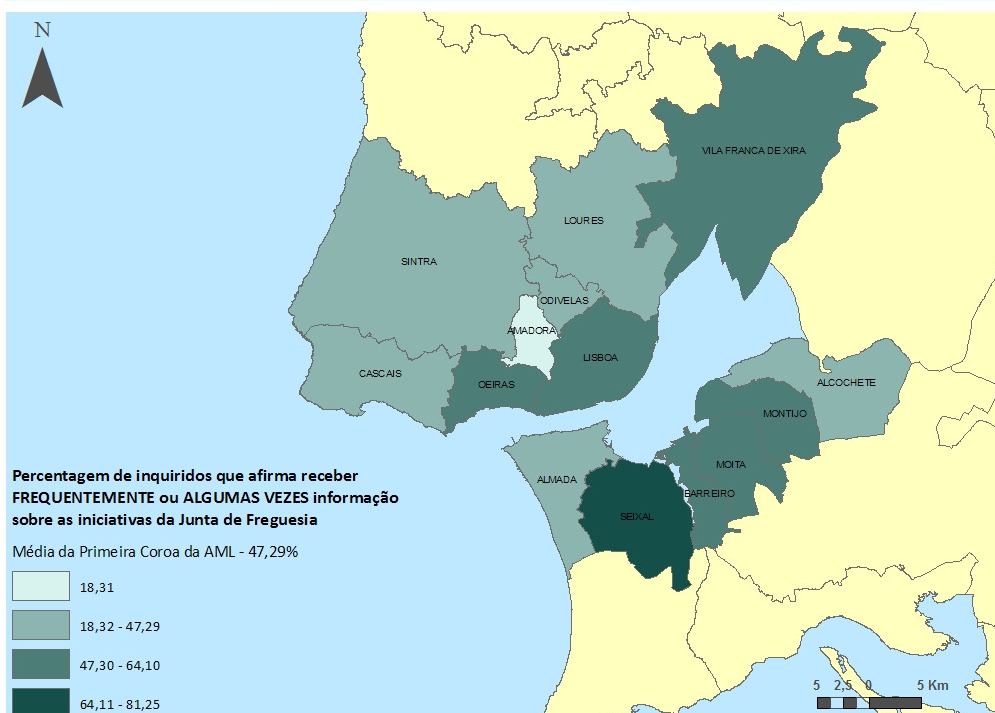 N
VILA FRANCA DE XIRA
LOURES
SINTRA
ODIVELAS
AMADORA
LISBOA
CASCAIS
OEIRAS
ALCOCHETE
MONTIJO
MOITA
ALMADA
BARREIRO
SEIXAL
Percentagem de inquiridos que afirma receber
FREQUENTEMENTE ou ALGUMAS VEZES informação
sobre as iniciativas da Junta de Freguesia
Média da Primeira Coroa da AML - 47,29%
18,31
18,32 - 47,29
47,30 - 64,10
64,11 - 81,25
5 2,5 0 5 Km